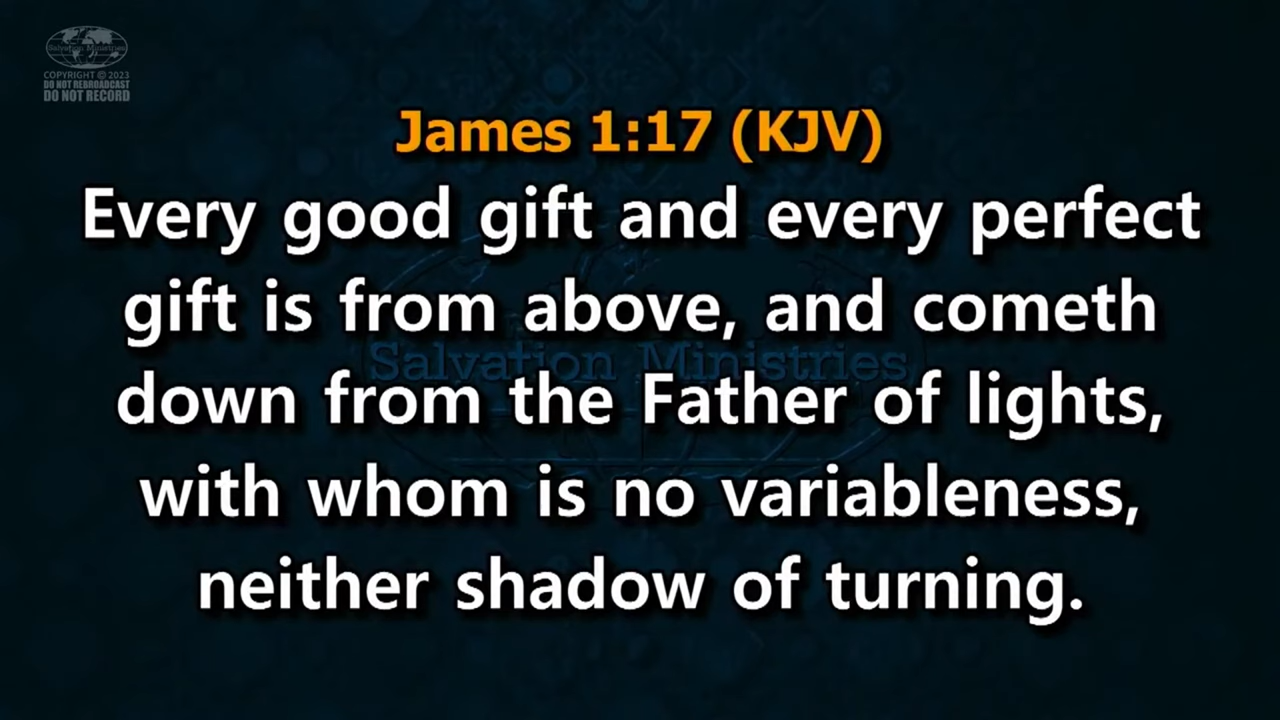 Salvation Ministries
COPYRIGHT © 2023
DO NOT REBROADCAST
DO NOT RECORD
James 1:17 (KJV)
Every good gift and every perfect
gift is from above, and cometh
Salvation Ministries
down from the Father of lights,
with whom is no variableness,
neither shadow of turning.